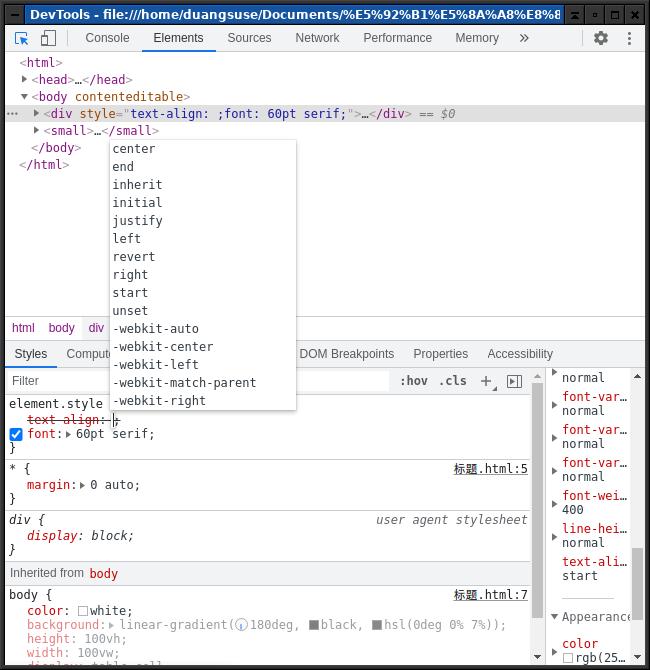 DevTools - file:///home/duangsuse/Documents/%E5%92%B1%E5%8A%A8%E8%8
Console Elements Sources Network Performance Memory »
<html>
<head>…</head>
<body contenteditable>
<div style="text-align: ;font: 60pt serif;">…</div> == $0
<small>…</small>
</body>
</html>
center
end
inherit
initial
justify
left
revert
right
start
unset
-webkit-auto
-webkit-center
-webkit-left
-webkit-match-parent
-webkit-right
html body div
Styles Compute DOM Breakpoints Properties Accessibility
Filter :hov .cls +
element.style
text-align: ;
font: 60pt serif;
}
* { 标题.html:5
margin: 0 auto;
}
div { user agent stylesheet
display: block;
}
Inherited from body
body { 标题.html:7
color: white;
background: linear-gradient(180deg, black, hsl(0deg 0% 7%));
height: 100vh;
width: 100vw;
display: table-cell
normal
font-var…
normal
font-var…
normal
font-var…
normal
font-wei…
400
line-hei…
normal
text-ali…
start
Appearance
color
rgb(25…